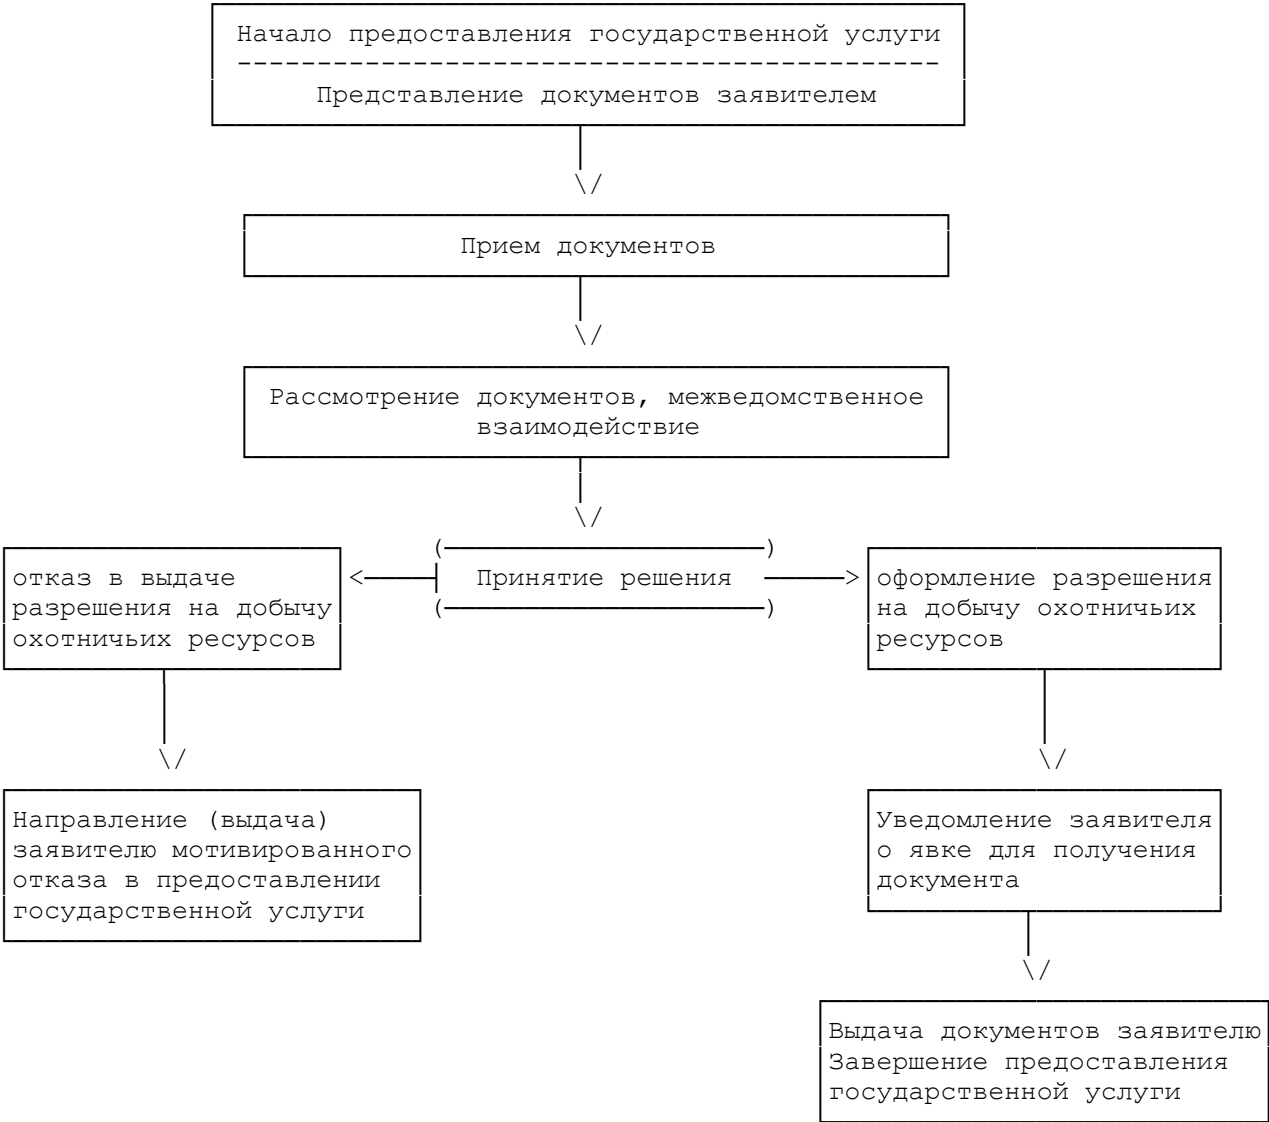 Начало предоставления государственной услуги
--------------------------------------------
Представление документов заявителем
Прием документов
Рассмотрение документов, межведомственное
взаимодействие
Принятие решения
отказ в выдаче
разрешения на добычу
охотничьих ресурсов
оформление разрешения
на добычу охотничьих
ресурсов
Направление (выдача)
заявителю мотивированного
отказа в предоставлении
государственной услуги
Уведомление заявителя
о явке для получения
документа
Выдача документов заявителю
Завершение предоставления
государственной услуги